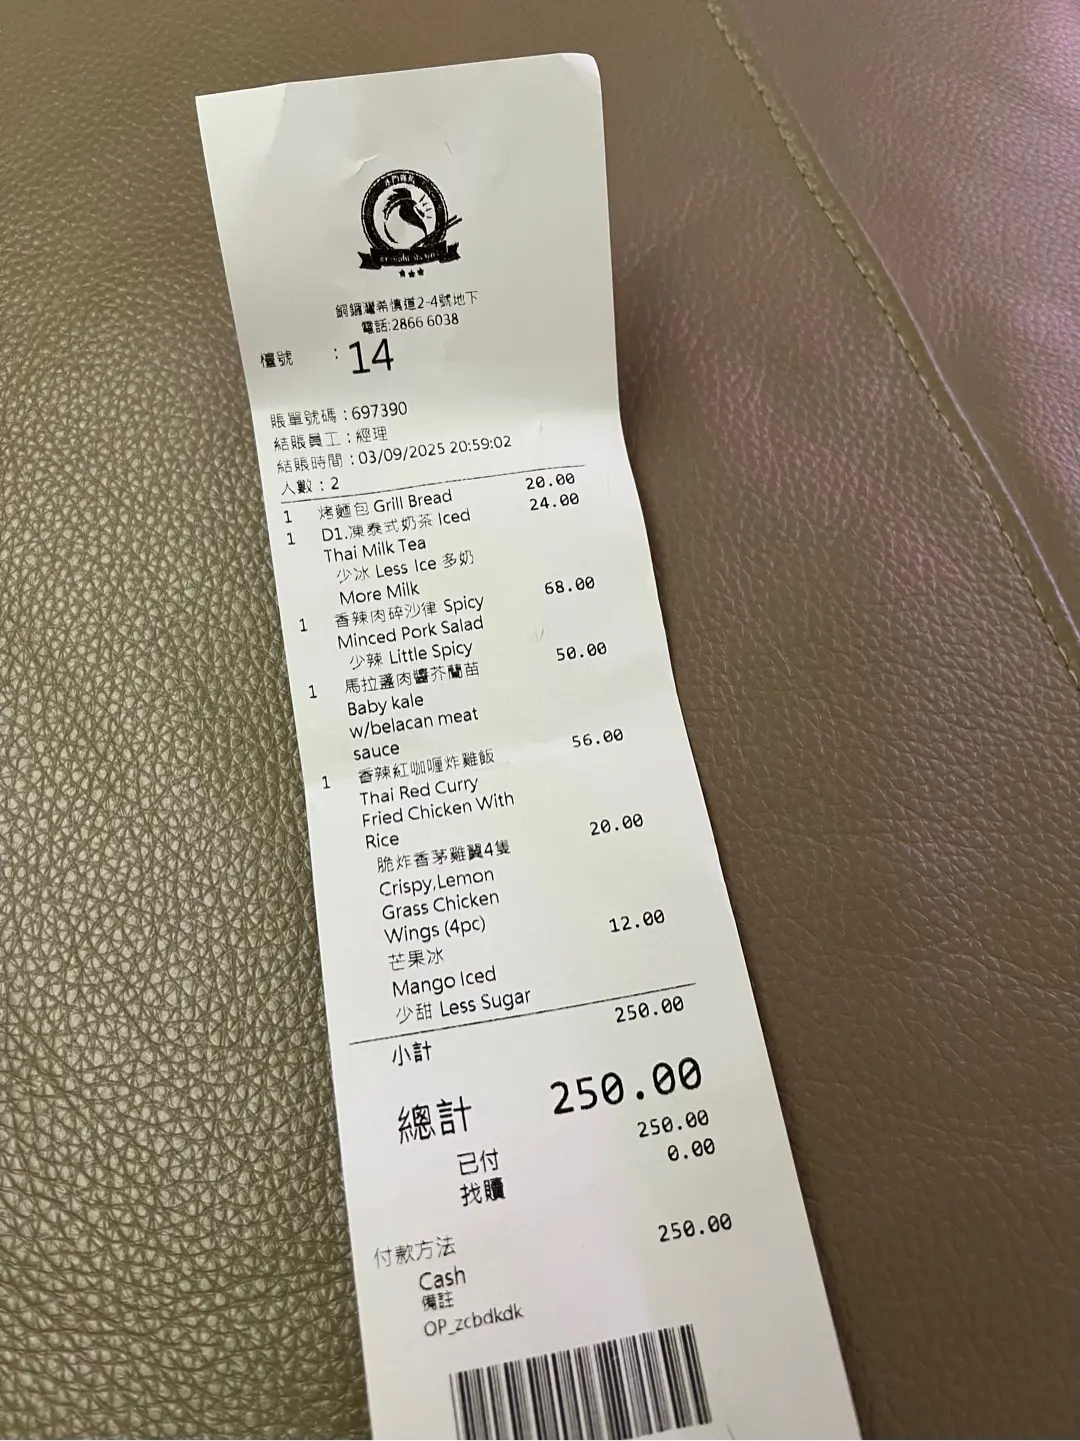 銅鑼灣希慎道2-4號地下
電話:2866 6038
檯號 : 14
賬單號碼 : 697390
結賬員工 : 經理
結賬時間 : 03/09/2025 20:59:02
人數 : 2
1 烤麵包 Grill Bread 20.00
1 D1.凍泰式奶茶 Iced 24.00
Thai Milk Tea
少冰 Less Ice 多奶
More Milk
1 香辣肉碎沙律 Spicy 68.00
Minced Pork Salad
少辣 Little Spicy
1 馬拉盞肉醬芥蘭苗 50.00
Baby kale
w/belacan meat
sauce
1 香辣紅咖喱炸雞飯 56.00
Thai Red Curry
Fried Chicken With
Rice
脆炸香茅雞翼4隻 20.00
Crispy,Lemon
Grass Chicken
Wings (4pc)
芒果冰 12.00
Mango Iced
少甜 Less Sugar
小計 250.00
總計 250.00
已付 250.00
找贖 0.00
付款方法
Cash 250.00
備註
OP_zcbdkdk